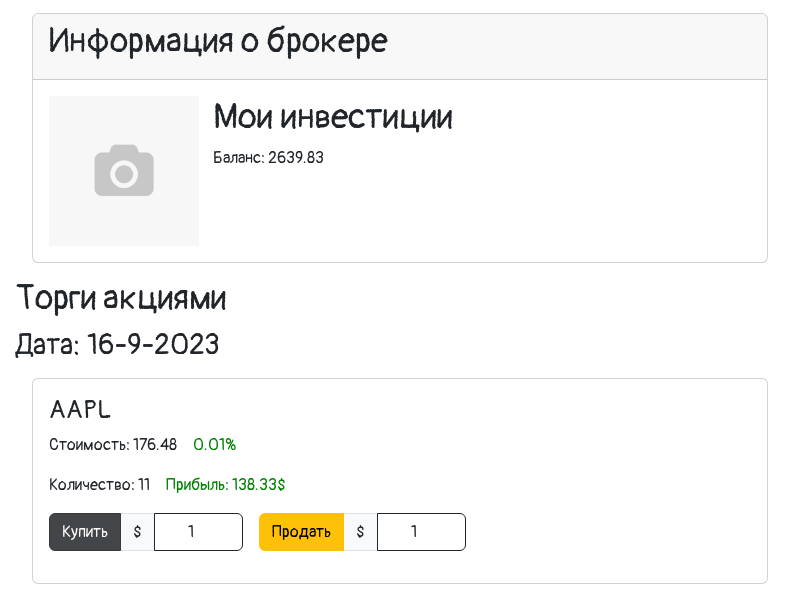 Информация о брокере
Мои инвестиции
Баланс: 2639.83
Торги акциями
Дата: 16-9-2023
AAPL
Стоимость: 176.48 0.01%
Количество: 11 Прибыль: 138.33$
Купить $ 1 Продать $ 1